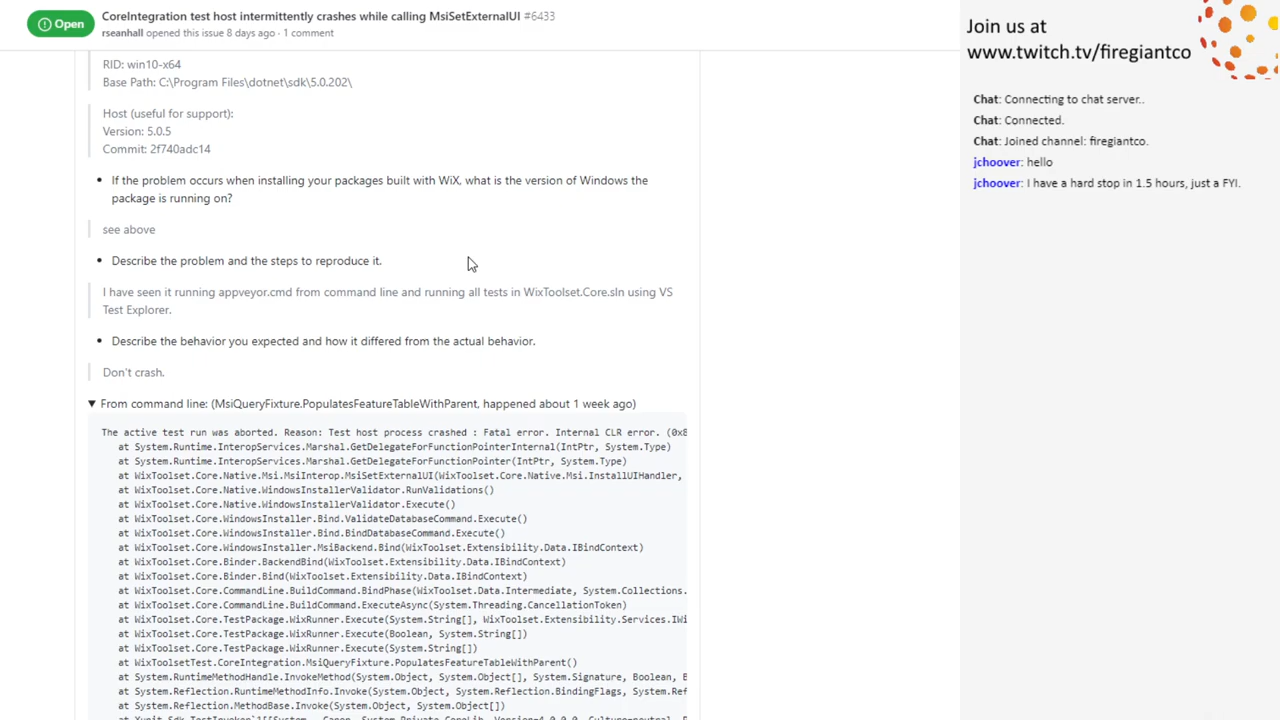 Open
CoreIntegration test host intermittently crashes while calling MsiSetExternalUI #6433
rseanhall opened this issue 8 days ago · 1 comment
RID: win10-x64
Base Path: C:\Program Files\dotnet\sdk\5.0.202\
Host (useful for support):
Version: 5.0.5
Commit: 2f740adc14
• If the problem occurs when installing your packages built with WiX, what is the version of Windows the
package is running on?
see above
• Describe the problem and the steps to reproduce it.
I have seen it running appveyor.cmd from command line and running all tests in WixToolset.Core.sln using VS
Test Explorer.
• Describe the behavior you expected and how it differed from the actual behavior.
Don't crash.
▼ From command line: (MsiQueryFixture.PopulatesFeatureTableWithParent, happened about 1 week ago)
The active test run was aborted. Reason: Test host process crashed : Fatal error. Internal CLR error. (0x8
at System.Runtime.InteropServices.Marshal.GetDelegateForFunctionPointerInternal(IntPtr, System.Type)
at System.Runtime.InteropServices.Marshal.GetDelegateForFunctionPointer(IntPtr, System.Type)
at WixToolset.Core.Native.Msi.MsiInterop.MsiSetExternalUI(WixToolset.Core.Native.Msi.InstallUIHandler,
at WixToolset.Core.Native.WindowsInstallerValidator.RunValidations()
at WixToolset.Core.Native.WindowsInstallerValidator.Execute()
at WixToolset.Core.WindowsInstaller.Bind.ValidateDatabaseCommand.Execute()
at WixToolset.Core.WindowsInstaller.Bind.BindDatabaseCommand.Execute()
at WixToolset.Core.WindowsInstaller.MsiBackend.Bind(WixToolset.Extensibility.Data.IBindContext)
at WixToolset.Core.Binder.BackendBind(WixToolset.Extensibility.Data.IBindContext)
at WixToolset.Core.Binder.Bind(WixToolset.Extensibility.Data.IBindContext)
at WixToolset.Core.CommandLine.BuildCommand.BindPhase(WixToolset.Data.Intermediate, System.Collections.
at WixToolset.Core.CommandLine.BuildCommand.ExecuteAsync(System.Threading.CancellationToken)
at WixToolset.Core.TestPackage.WixRunner.Execute(System.String[], WixToolset.Extensibility.Services.IWi
at WixToolset.Core.TestPackage.WixRunner.Execute(Boolean, System.String[])
at WixToolset.Core.TestPackage.WixRunner.Execute(System.String[])
at WixToolsetTest.CoreIntegration.MsiQueryFixture.PopulatesFeatureTableWithParent()
at System.RuntimeMethodHandle.InvokeMethod(System.Object, System.Object[], System.Signature, Boolean, B
at System.Reflection.RuntimeMethodInfo.Invoke(System.Object, System.Reflection.BindingFlags, System.Ref
at System.Reflection.MethodBase.Invoke(System.Object, System.Object[])
Join us at
www.twitch.tv/firegiantco
Chat: Connecting to chat server..
Chat: Connected.
Chat: Joined channel: firegiantco.
jchoover: hello
jchoover: I have a hard stop in 1.5 hours, just a FYI.